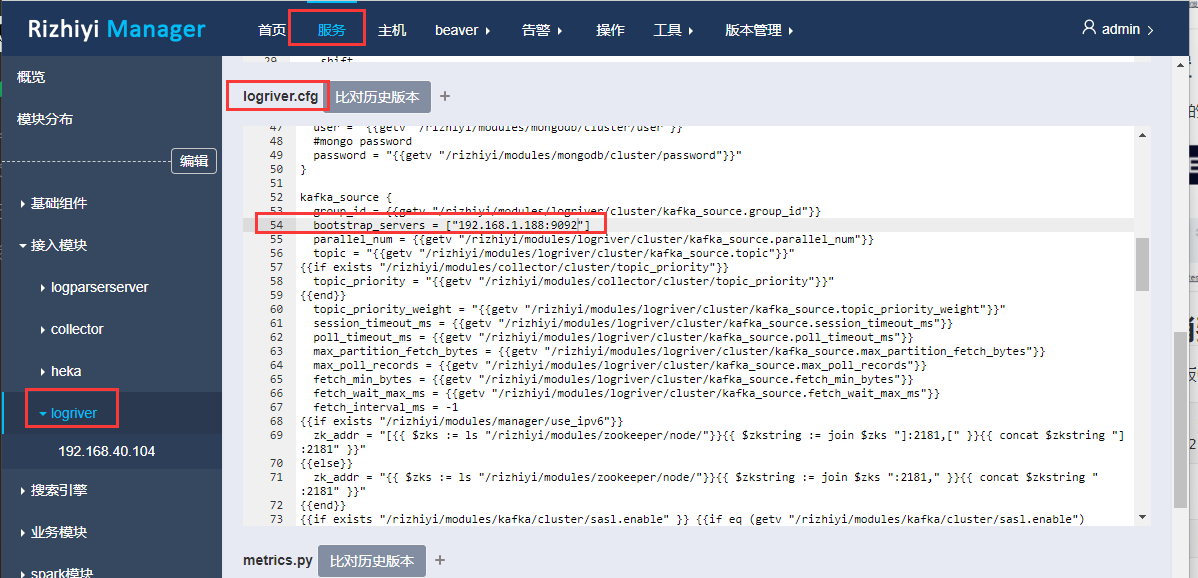 Rizhiyi Manager
首页 服务 主机 beaver 告警 操作 工具 版本管理 admin
概览
模块分布
编辑
基础组件
接入模块
logparserserver
collector
heka
logriver
192.168.40.104
搜索引擎
业务模块
spark模块
29 shift
logriver.cfg 比对历史版本 +
47 user = "{{getv "/rizhiyi/modules/mongodb/cluster/user"}}"
48 #mongo password
49 password = "{{getv "/rizhiyi/modules/mongodb/cluster/password"}}"
50 }
51
52 kafka_source {
53 group_id = {{getv "/rizhiyi/modules/logriver/cluster/kafka_source.group_id"}}
54 bootstrap_servers = ["192.168.1.188:9092"]
55 parallel_num = {{getv "/rizhiyi/modules/logriver/cluster/kafka_source.parallel_num"}}
56 topic = "{{getv "/rizhiyi/modules/logriver/cluster/kafka_source.topic"}}"
57 {{if exists "/rizhiyi/modules/collector/cluster/topic_priority"}}
58 topic_priority = "{{getv "/rizhiyi/modules/collector/cluster/topic_priority"}}"
59 {{end}}
60 topic_priority_weight = "{{getv "/rizhiyi/modules/logriver/cluster/kafka_source.topic_priority_weight"}}"
61 session_timeout_ms = {{getv "/rizhiyi/modules/logriver/cluster/kafka_source.session_timeout_ms"}}
62 poll_timeout_ms = {{getv "/rizhiyi/modules/logriver/cluster/kafka_source.poll_timeout_ms"}}
63 max_partition_fetch_bytes = {{getv "/rizhiyi/modules/logriver/cluster/kafka_source.max_partition_fetch_bytes"}}
64 max_poll_records = {{getv "/rizhiyi/modules/logriver/cluster/kafka_source.max_poll_records"}}
65 fetch_min_bytes = {{getv "/rizhiyi/modules/logriver/cluster/kafka_source.fetch_min_bytes"}}
66 fetch_wait_max_ms = {{getv "/rizhiyi/modules/logriver/cluster/kafka_source.fetch_wait_max_ms"}}
67 fetch_interval_ms = -1
68 {{if exists "/rizhiyi/modules/manager/use_ipv6"}}
69 zk_addr = "[{{ $zks := ls "/rizhiyi/modules/zookeeper/node/"}}{{ $zkstring := join $zks "]:2181,[" }}{{ concat $zkstring "]
:2181" }}"
70 {{else}}
71 zk_addr = "{{ $zks := ls "/rizhiyi/modules/zookeeper/node/"}}{{ $zkstring := join $zks ":2181," }}{{ concat $zkstring "
:2181" }}"
72 {{end}}
73 {{if exists "/rizhiyi/modules/kafka/cluster/sasl.enable" }} {{if eq (getv "/rizhiyi/modules/kafka/cluster/sasl.enable")
metrics.py 比对历史版本 +